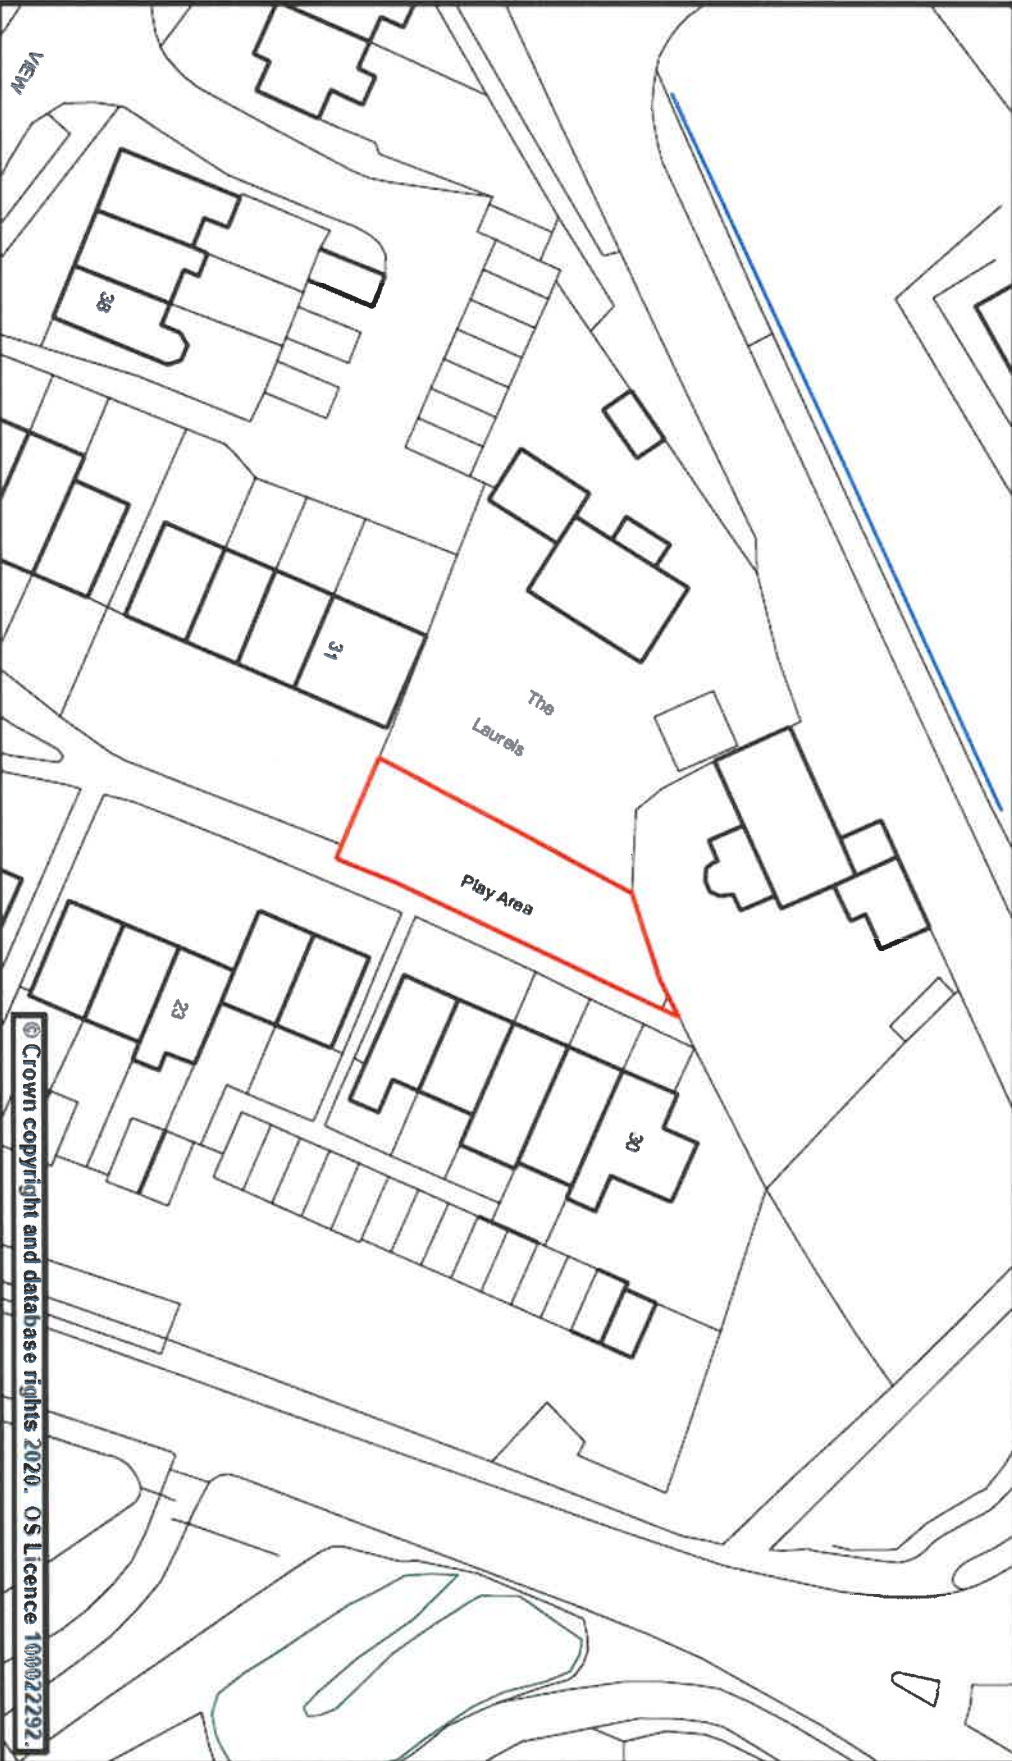 VIEW
38
31
The
Laurels
Play Area
23
30
© Crown copyright and database rights 2020. OS Licence 100022292.